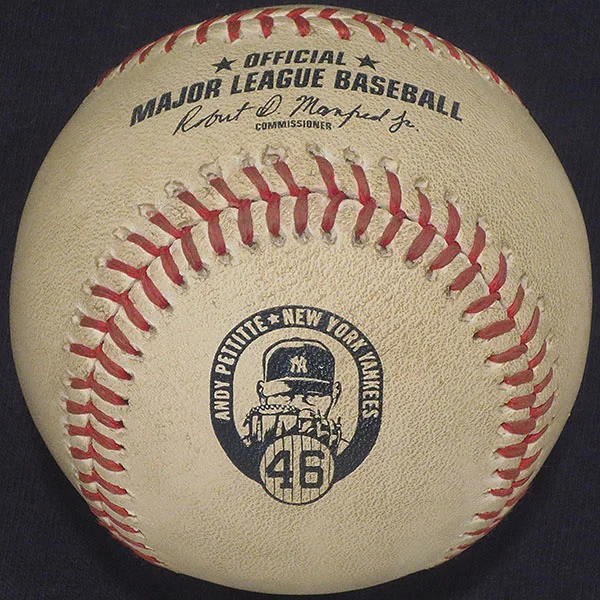 ★ OFFICIAL ★
MAJOR LEAGUE BASEBALL
Robert D. Manfred Jr.
COMMISSIONER
ANDY PETTITTE ★ NEW YORK YANKEES
NY
46